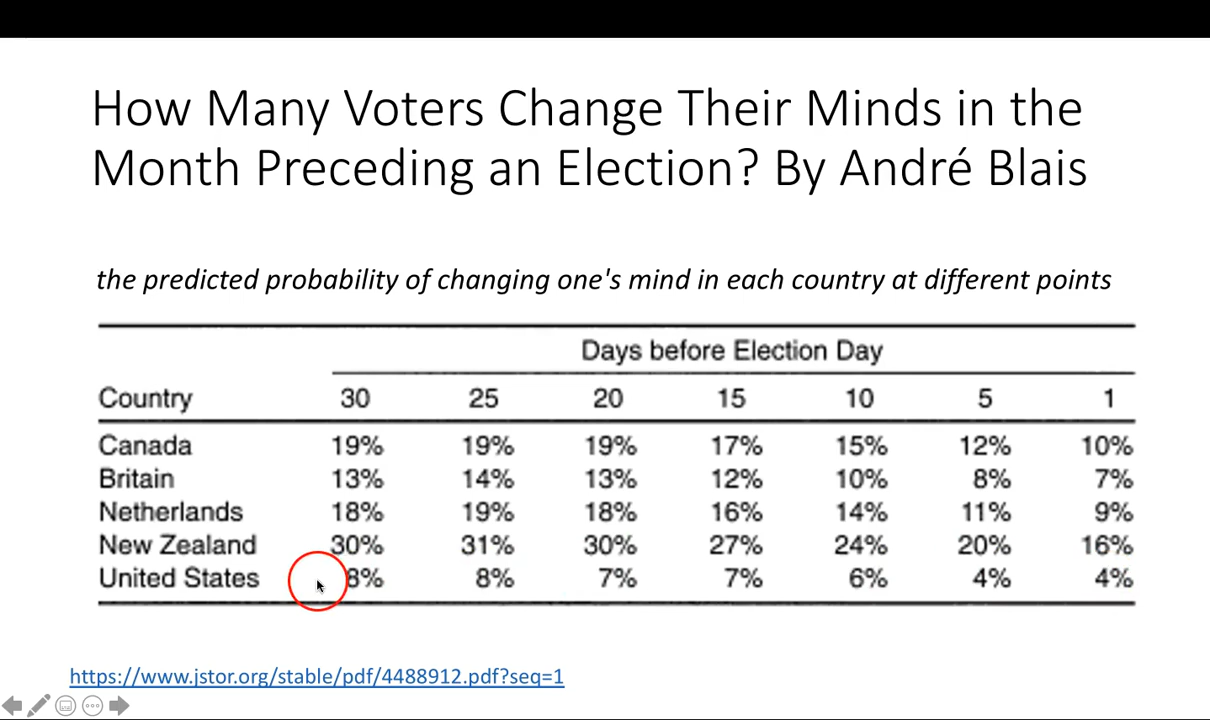 How Many Voters Change Their Minds in the
Month Preceding an Election? By André Blais
the predicted probability of changing one's mind in each country at different points
Days before Election Day
Country 30 25 20 15 10 5 1
Canada 19% 19% 19% 17% 15% 12% 10%
Britain 13% 14% 13% 12% 10% 8% 7%
Netherlands 18% 19% 18% 16% 14% 11% 9%
New Zealand 30% 31% 30% 27% 24% 20% 16%
United States 8% 8% 7% 7% 6% 4% 4%
https://www.jstor.org/stable/pdf/4488912.pdf?seq=1